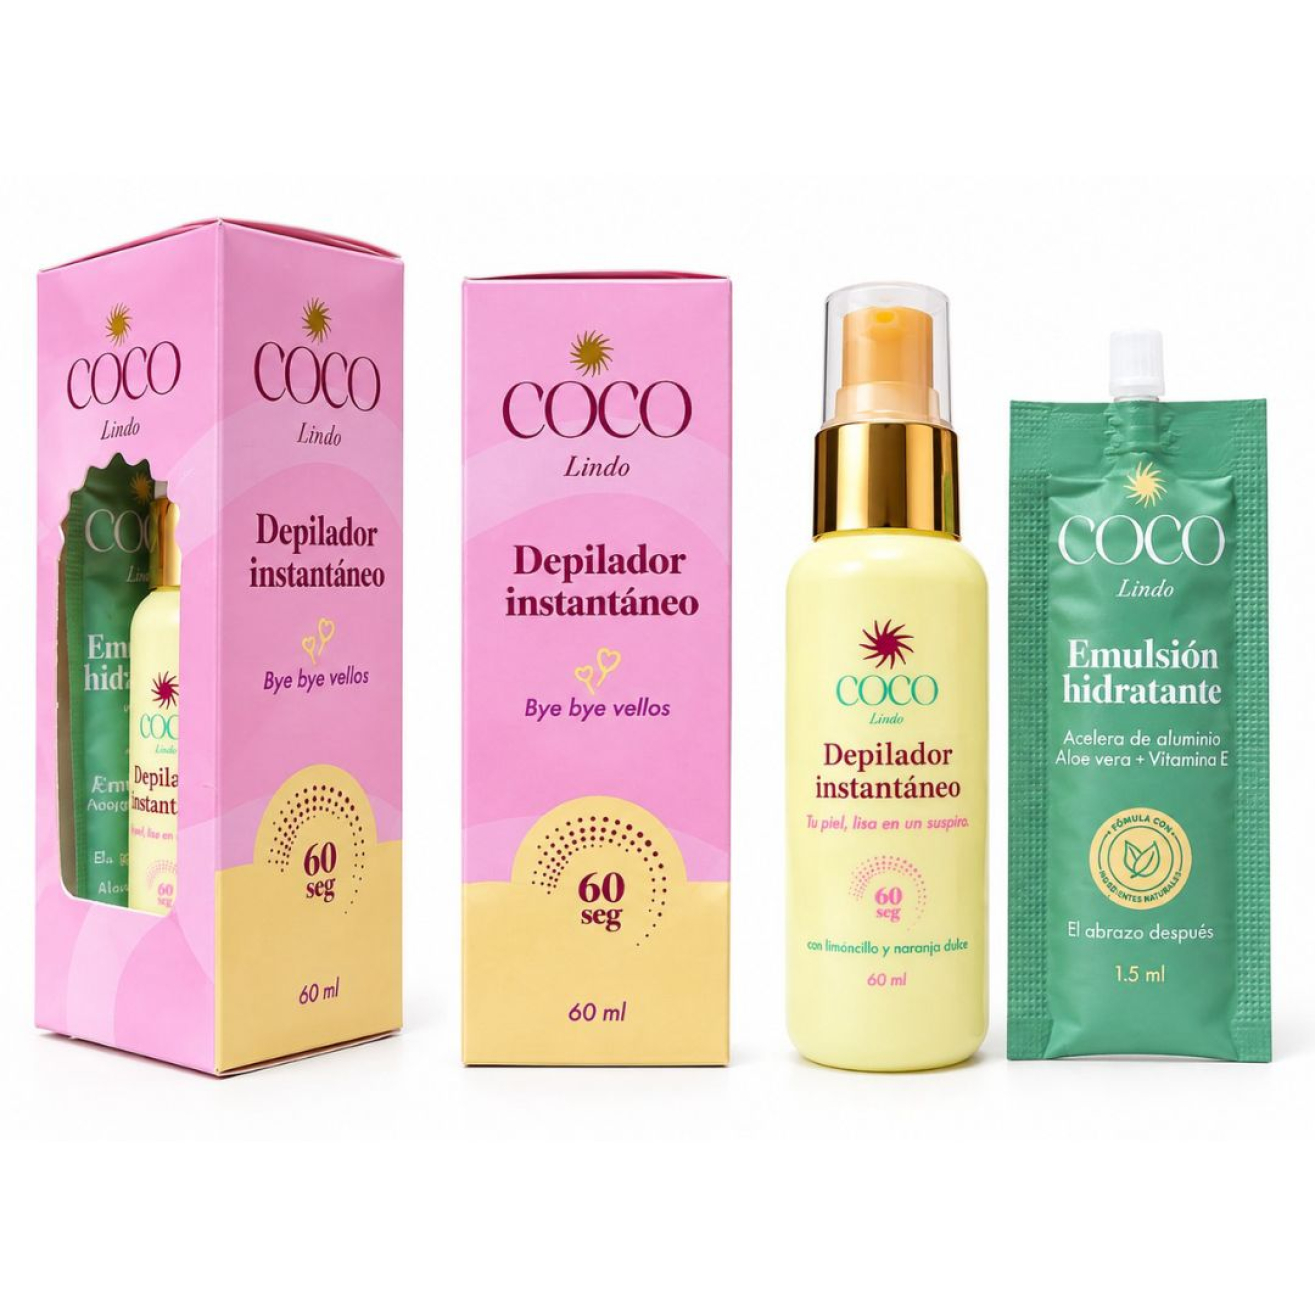 COCO
Lindo
COCO
Lindo
Depilador
instantáneo
Bye bye vellos
60
seg
60 ml
COCO
Lindo
Depilador
instantáneo
Bye bye vellos
60
seg
60 ml
COCO
Lindo
Depilador
instantáneo
Tu piel, lisa en un suspiro.
60
seg
con limóncillo y naranja dulce
60 ml
COCO
Lindo
Emulsión
hidratante
Acelera de aluminio
Aloe vera + Vitamina E
FÓMULA CON
El abrazo después
1.5 ml